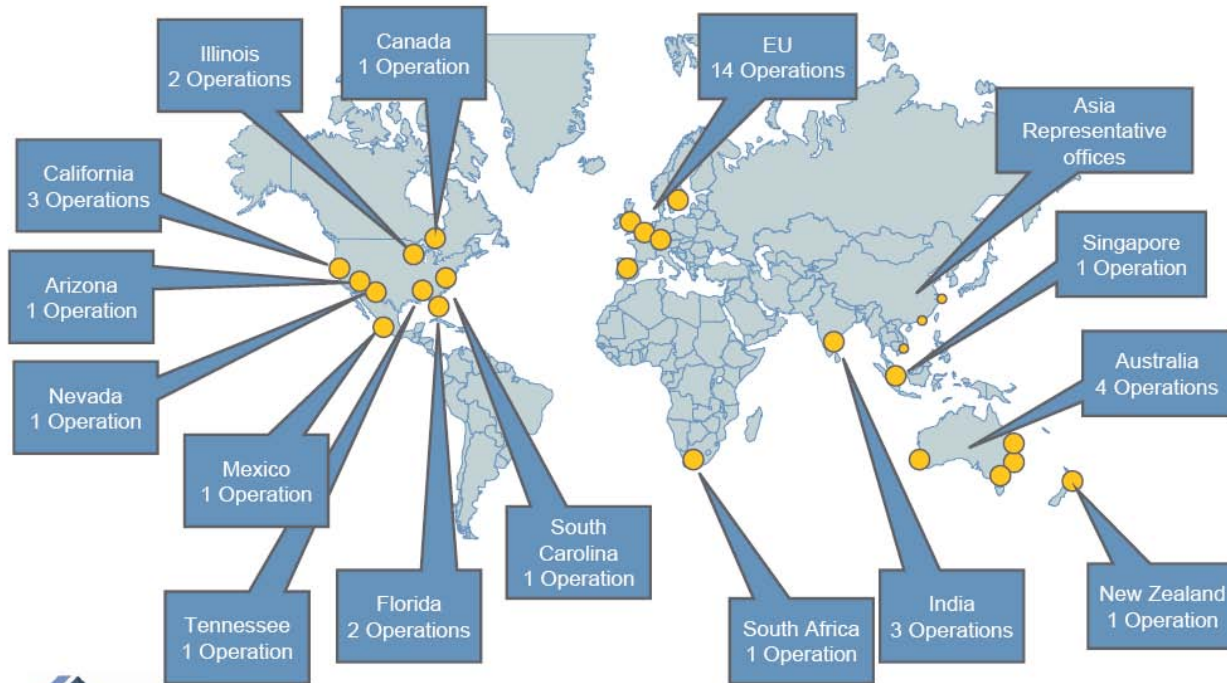 Illinois
2 Operations
Canada
1 Operation
EU
14 Operations
Asia
Representative
offices
California
3 Operations
Singapore
1 Operation
Arizona
1 Operation
Australia
4 Operations
Nevada
1 Operation
Mexico
1 Operation
South
Carolina
1 Operation
Tennessee
1 Operation
Florida
2 Operations
South Africa
1 Operation
India
3 Operations
New Zealand
1 Operation